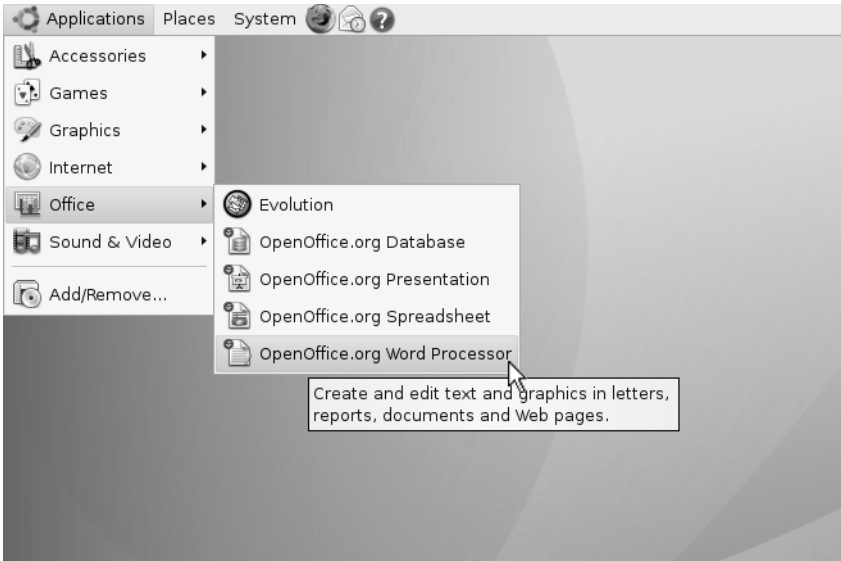 Applications Places System
Accessories
Games
Graphics
Internet
Office
Sound & Video
Add/Remove...
Evolution
OpenOffice.org Database
OpenOffice.org Presentation
OpenOffice.org Spreadsheet
OpenOffice.org Word Processor
Create and edit text and graphics in letters,
reports, documents and Web pages.